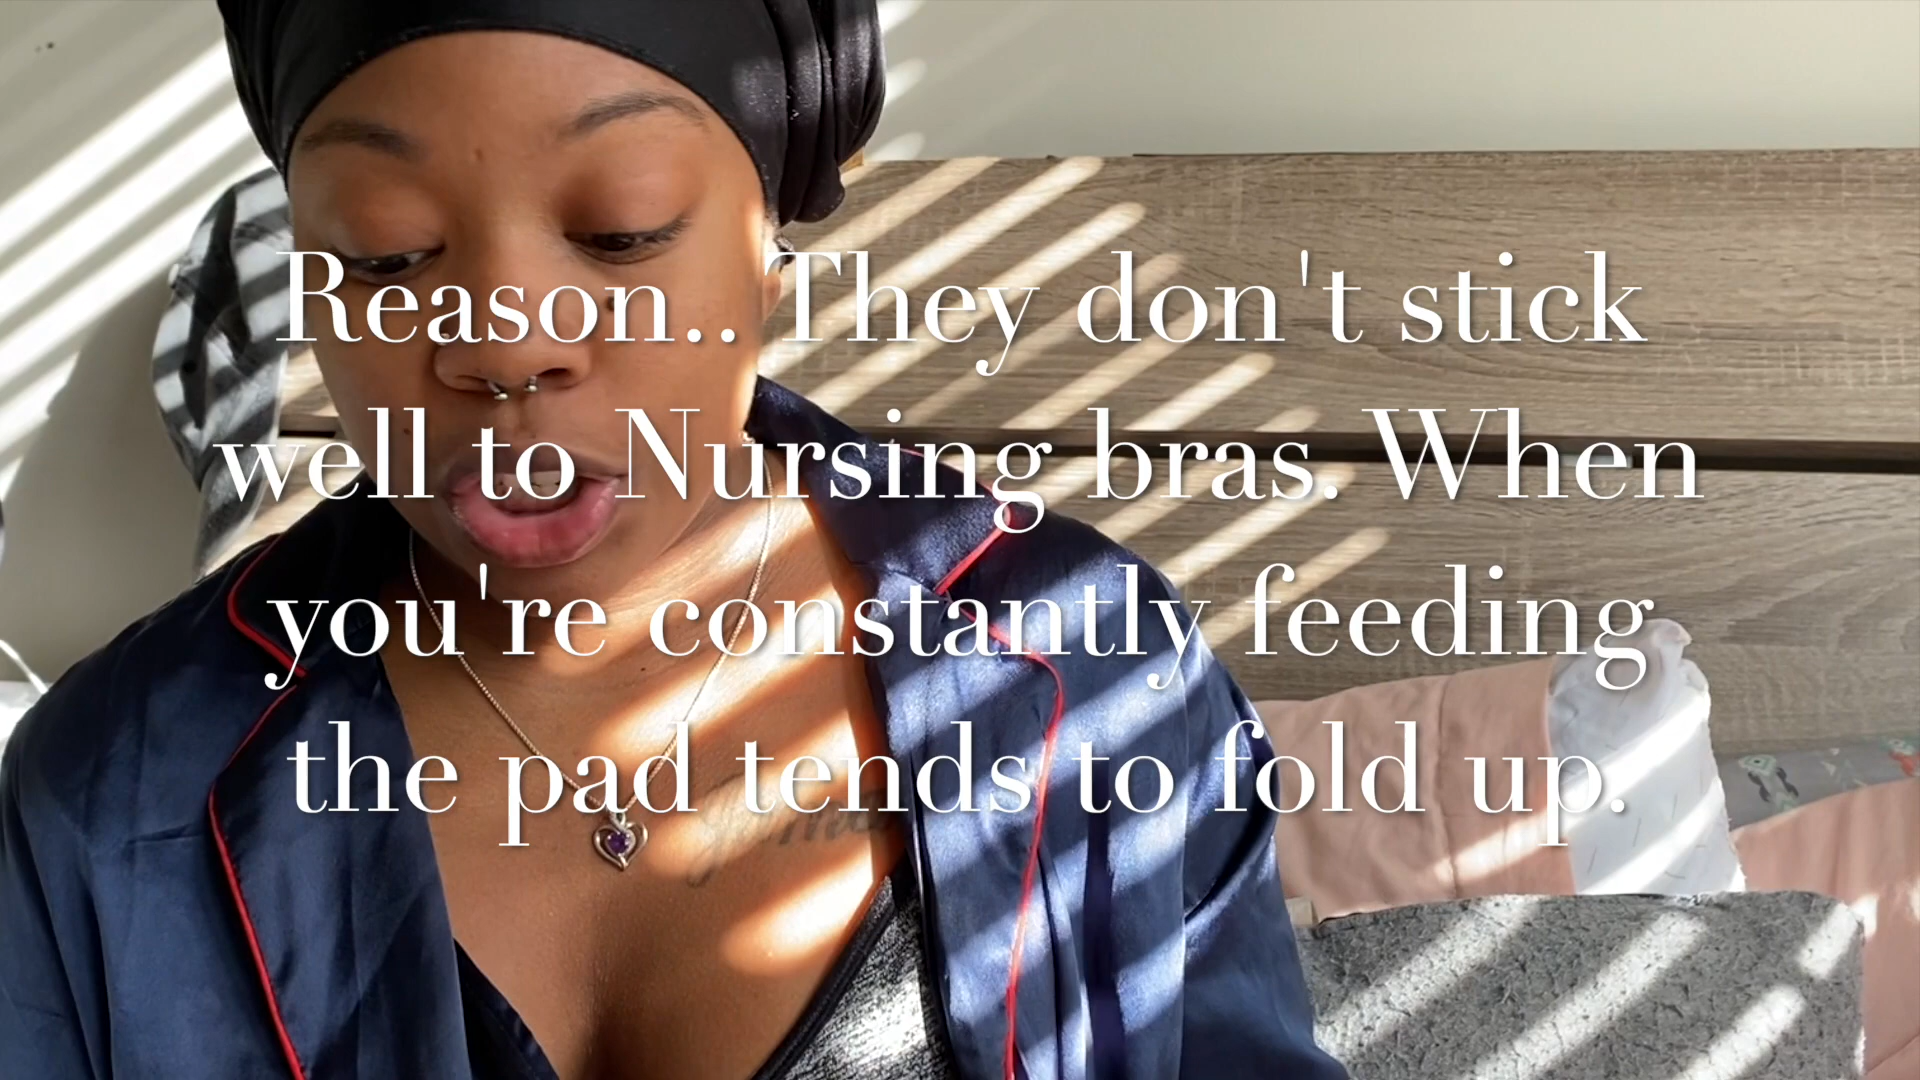 Reason.. They don't stick
well to Nursing bras. When
you're constantly feeding
the pad tends to fold up.